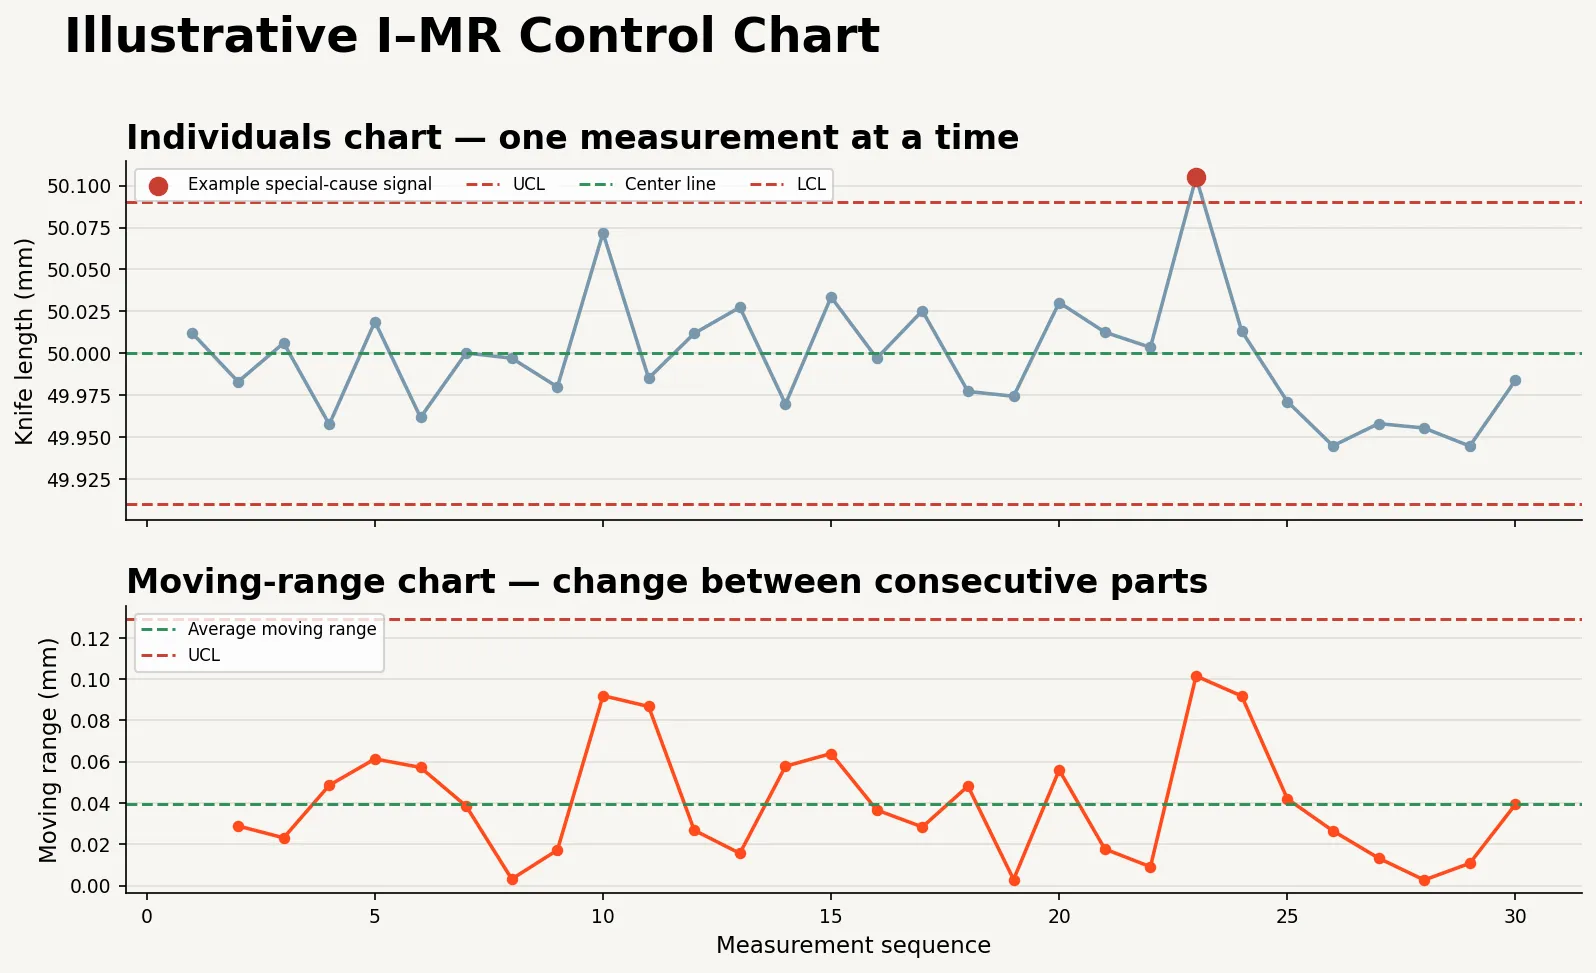 Illustrative I–MR Control Chart
Individuals chart — one measurement at a time
Example special-cause signal UCL Center line LCL
Knife length (mm)
50.100
50.075
50.050
50.025
50.000
49.975
49.950
49.925
Moving-range chart — change between consecutive parts
Average moving range
UCL
Moving range (mm)
0.12
0.10
0.08
0.06
0.04
0.02
0.00
0 5 10 15 20 25 30
Measurement sequence